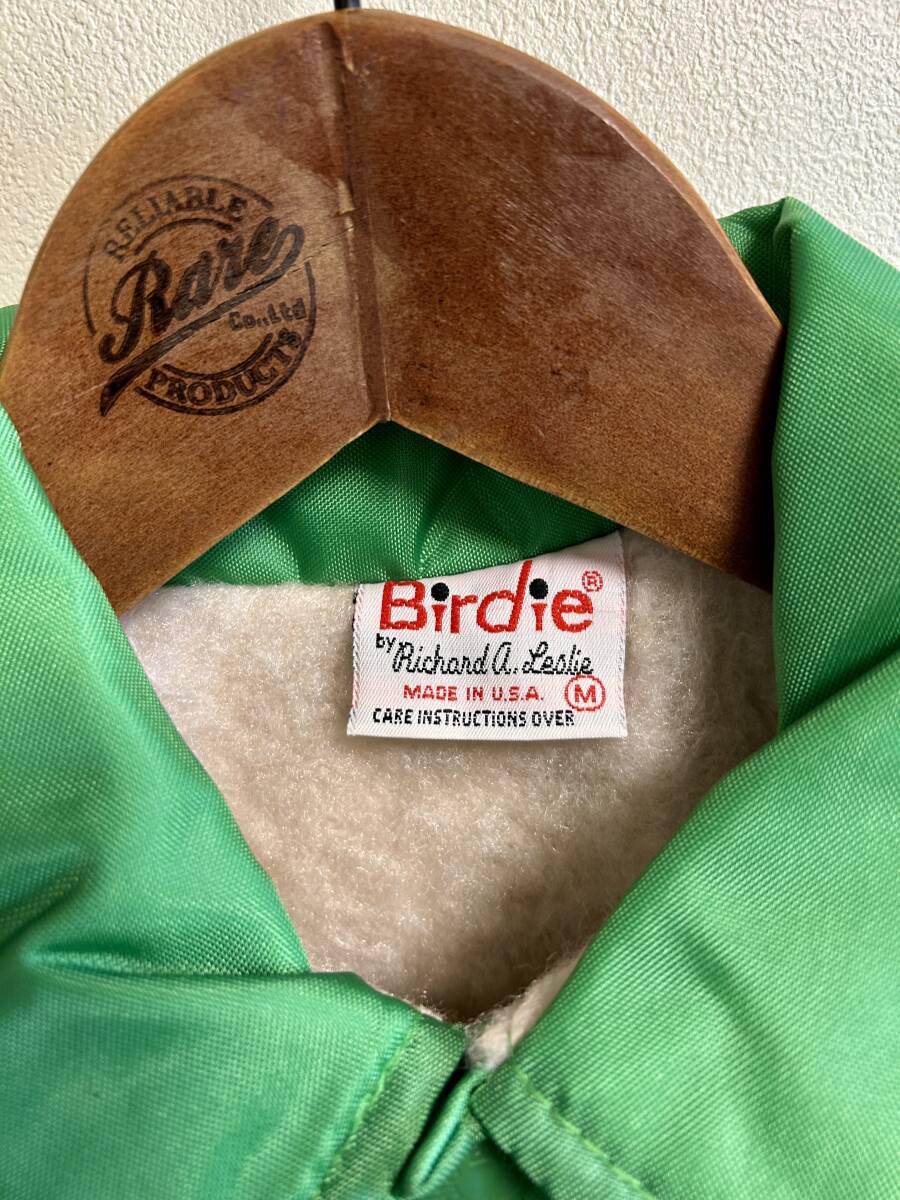 RELIABLE
Rare
Co.,Ltd
PRODUCTS
Birdie®
by Richard A. Leslie
MADE IN U.S.A. M
CARE INSTRUCTIONS OVER